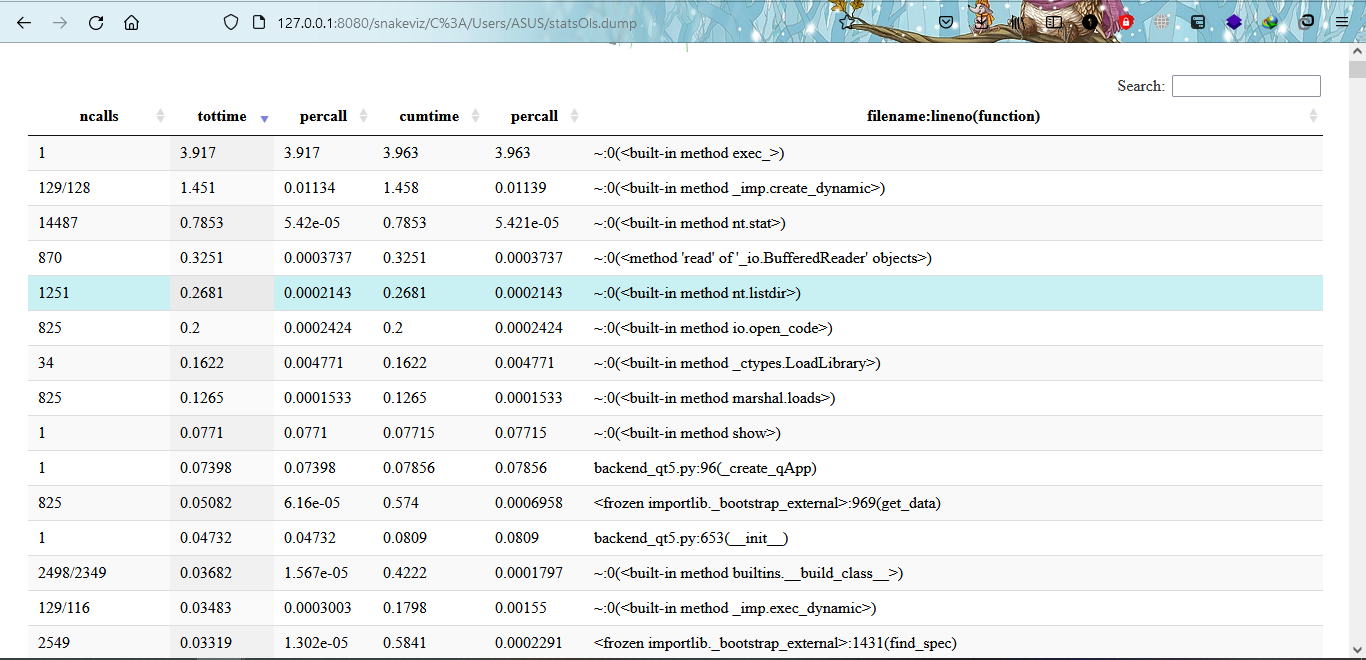 127.0.0.1:8080/snakeviz/C%3A/Users/ASUS/statsOls.dump
Search:
ncalls tottime percall cumtime percall filename:lineno(function)
1 3.917 3.917 3.963 3.963 ~:0(<built-in method exec_>)
129/128 1.451 0.01134 1.458 0.01139 ~:0(<built-in method _imp.create_dynamic>)
14487 0.7853 5.42e-05 0.7853 5.421e-05 ~:0(<built-in method nt.stat>)
870 0.3251 0.0003737 0.3251 0.0003737 ~:0(<method 'read' of '_io.BufferedReader' objects>)
1251 0.2681 0.0002143 0.2681 0.0002143 ~:0(<built-in method nt.listdir>)
825 0.2 0.0002424 0.2 0.0002424 ~:0(<built-in method io.open_code>)
34 0.1622 0.004771 0.1622 0.004771 ~:0(<built-in method _ctypes.LoadLibrary>)
825 0.1265 0.0001533 0.1265 0.0001533 ~:0(<built-in method marshal.loads>)
1 0.0771 0.0771 0.07715 0.07715 ~:0(<built-in method show>)
1 0.07398 0.07398 0.07856 0.07856 backend_qt5.py:96(_create_qApp)
825 0.05082 6.16e-05 0.574 0.0006958 <frozen importlib._bootstrap_external>:969(get_data)
1 0.04732 0.04732 0.0809 0.0809 backend_qt5.py:653(__init__)
2498/2349 0.03682 1.567e-05 0.4222 0.0001797 ~:0(<built-in method builtins.__build_class__>)
129/116 0.03483 0.0003003 0.1798 0.00155 ~:0(<built-in method _imp.exec_dynamic>)
2549 0.03319 1.302e-05 0.5841 0.0002291 <frozen importlib._bootstrap_external>:1431(find_spec)